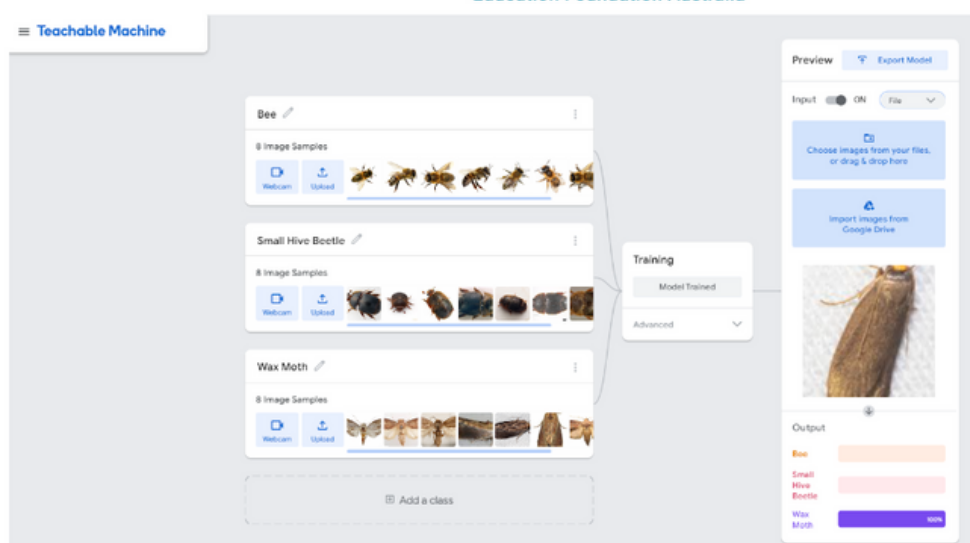 Education Foundation Australia
Teachable Machine
Bee
8 Image Samples
Webcam
Upload
Small Hive Beetle
8 Image Samples
Webcam
Upload
Wax Moth
8 Image Samples
Webcam
Upload
Add a class
Training
Model Trained
Advanced
Preview
Export Model
Input ON File
Choose images from your files,
or drag & drop here
Import images from
Google Drive
Output
Bee
Small
Hive
Beetle
Wax
Moth
100%